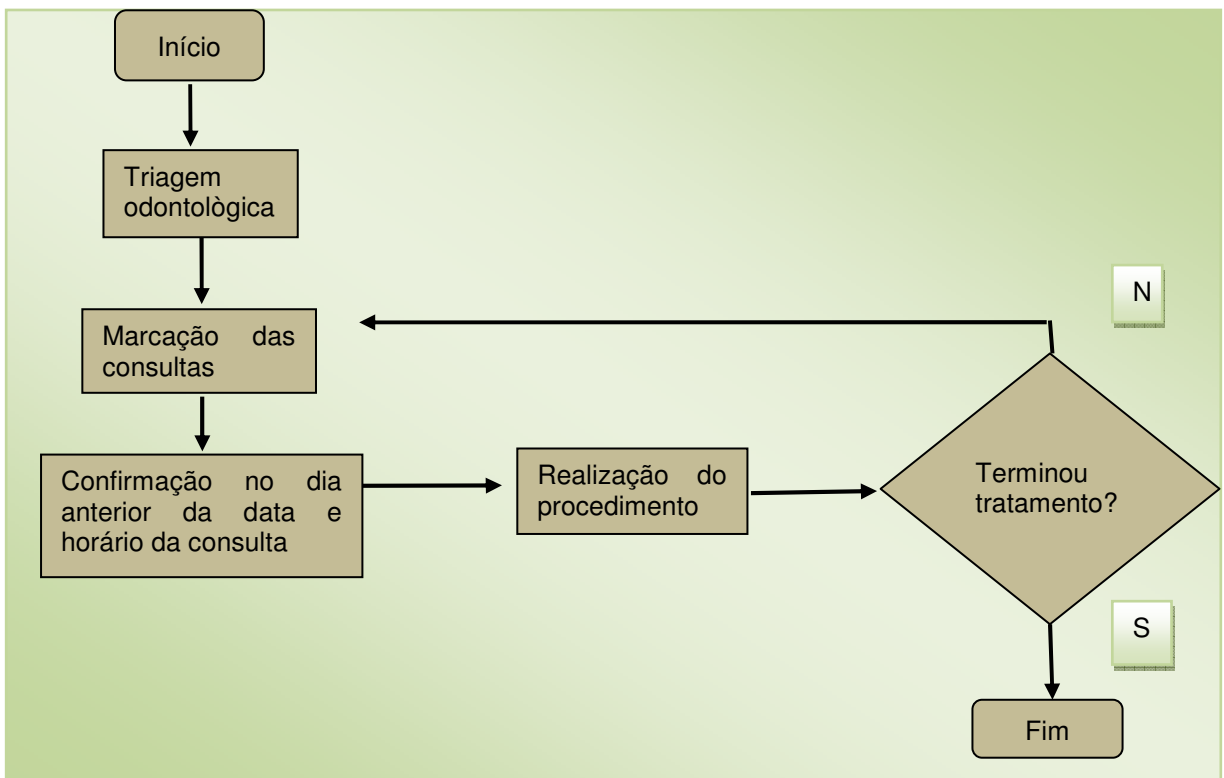 Início
Triagem
odontològica
Marcação das
consultas
Confirmação no dia
anterior da data e
horário da consulta
Realização do
procedimento
Terminou
tratamento?
N
S
Fim